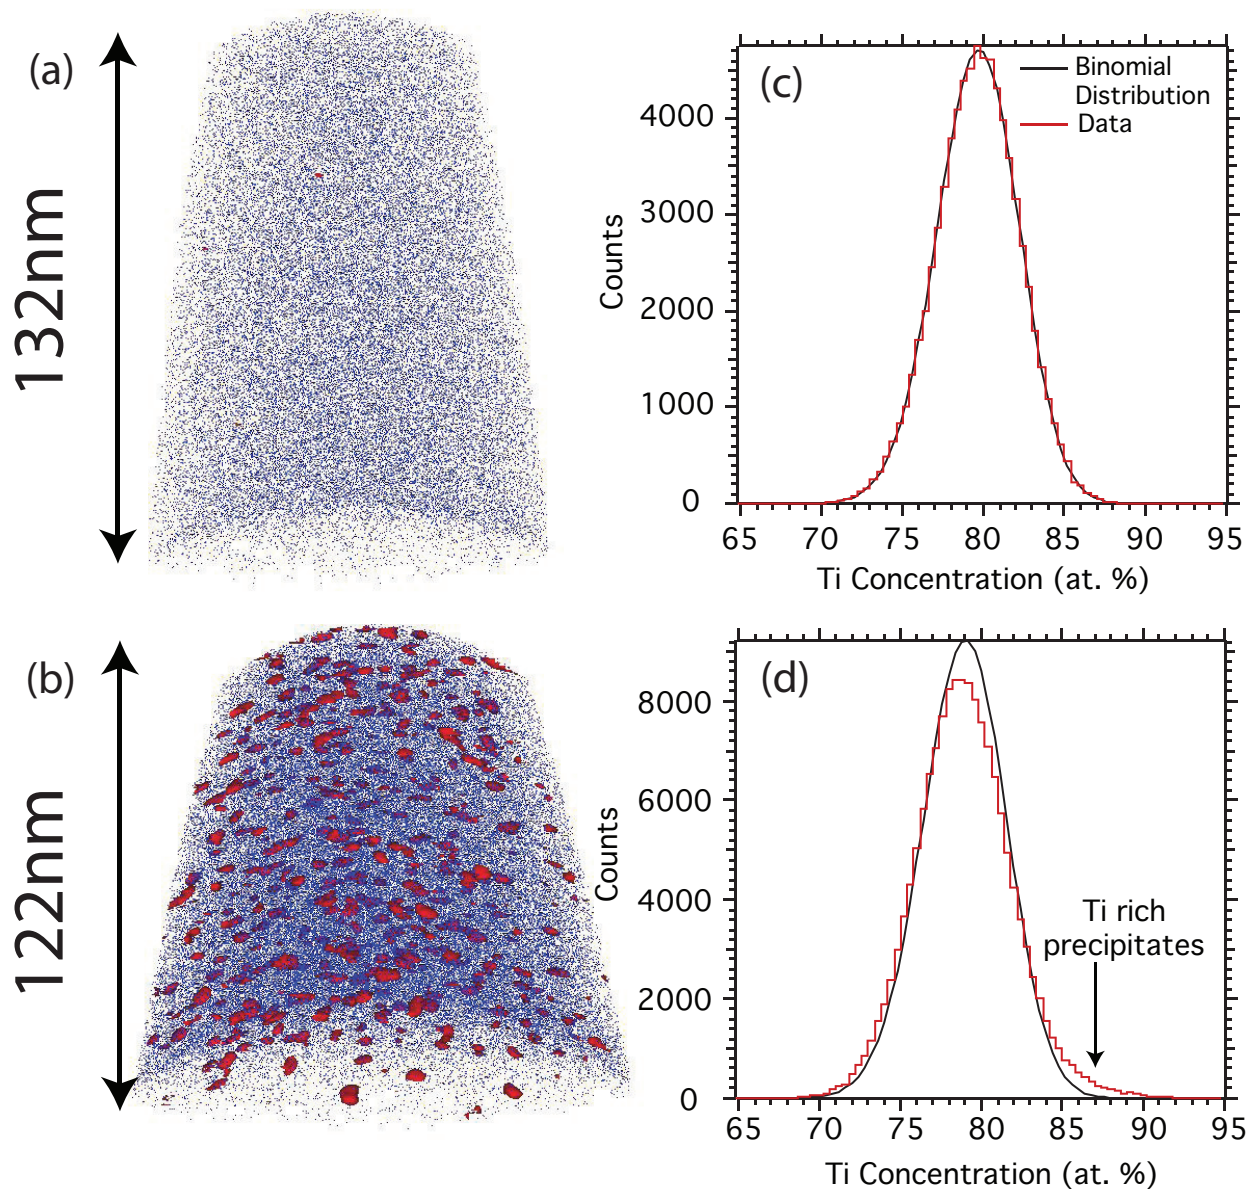 (a)
132nm
(c)
Binomial
Distribution
Data
Counts
4000
3000
2000
1000
0
65 70 75 80 85 90 95
Ti Concentration (at. %)
(b)
122nm
(d)
Ti rich
precipitates
Counts
8000
6000
4000
2000
0
65 70 75 80 85 90 95
Ti Concentration (at. %)